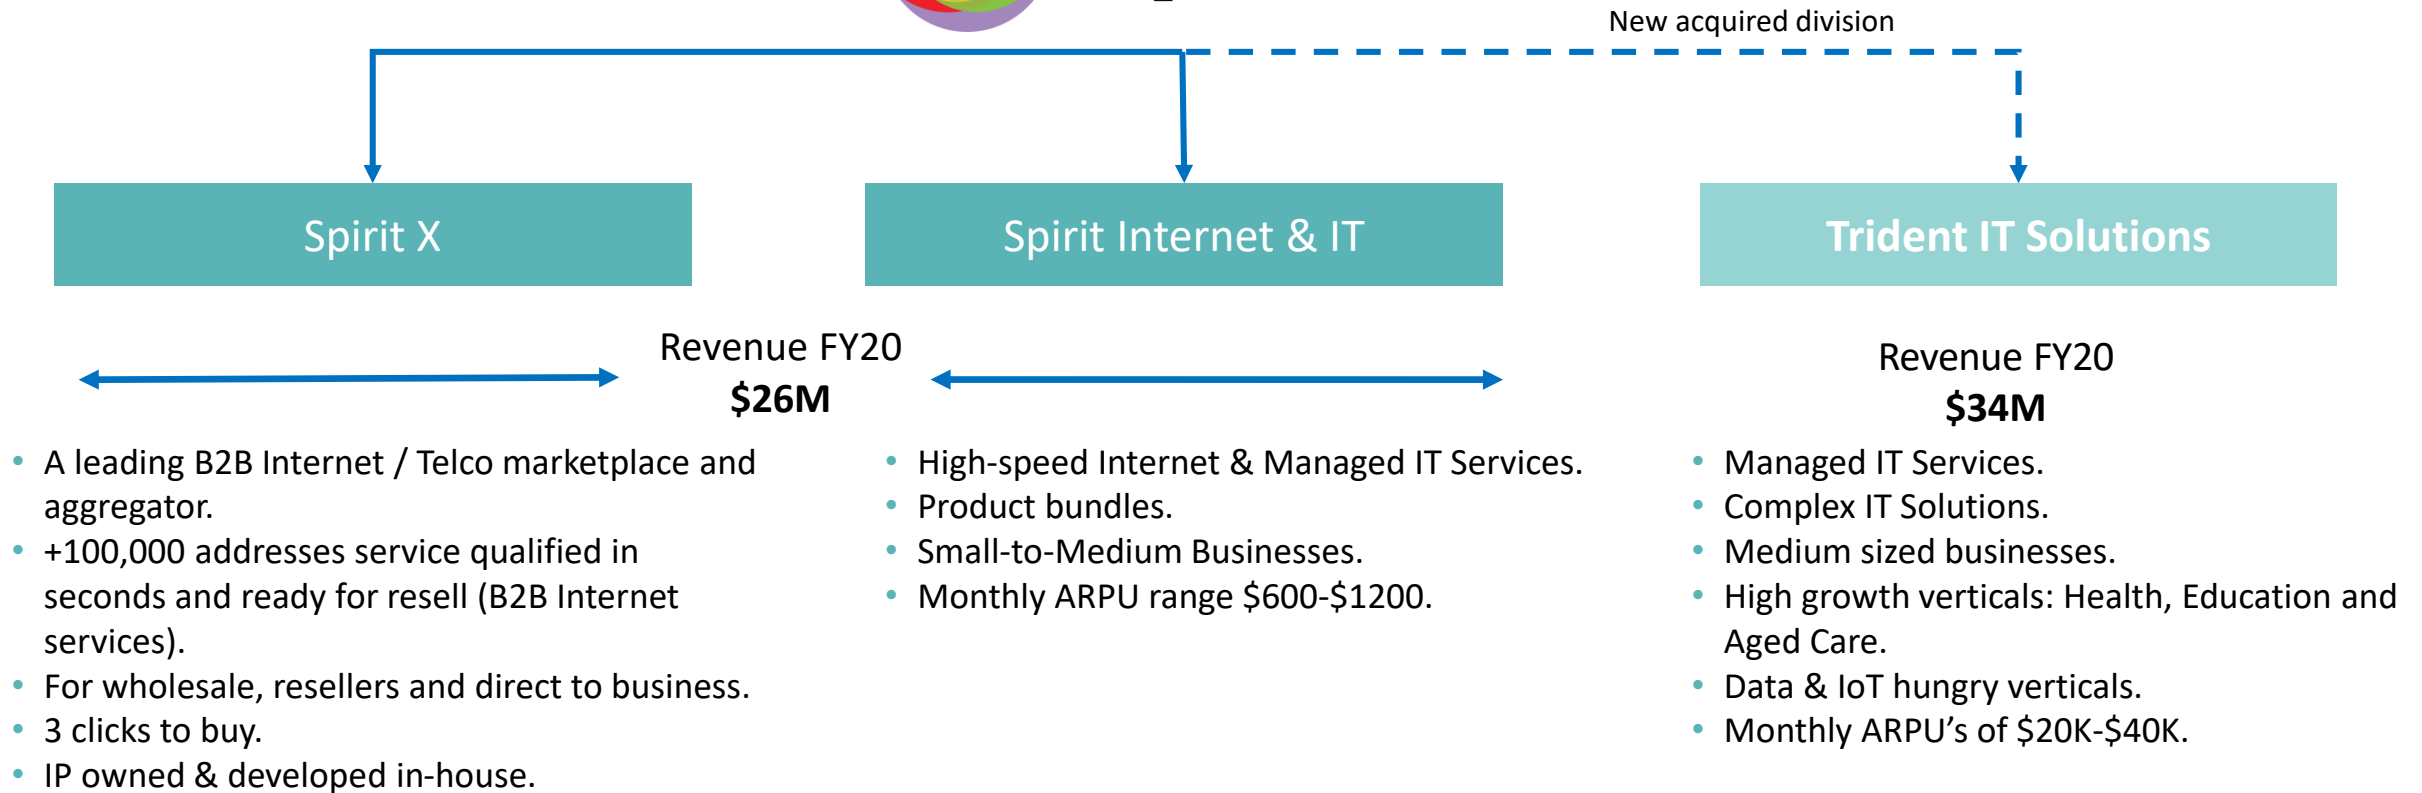 New acquired division
Spirit X
Spirit Internet & IT
Trident IT Solutions
Revenue FY20
$26M
Revenue FY20
$34M
• A leading B2B Internet / Telco marketplace and
aggregator.
• +100,000 addresses service qualified in
seconds and ready for resell (B2B Internet
services).
• For wholesale, resellers and direct to business.
• 3 clicks to buy.
• IP owned & developed in-house.
• High-speed Internet & Managed IT Services.
• Product bundles.
• Small-to-Medium Businesses.
• Monthly ARPU range $600-$1200.
• Managed IT Services.
• Complex IT Solutions.
• Medium sized businesses.
• High growth verticals: Health, Education and
Aged Care.
• Data & IoT hungry verticals.
• Monthly ARPU’s of $20K-$40K.